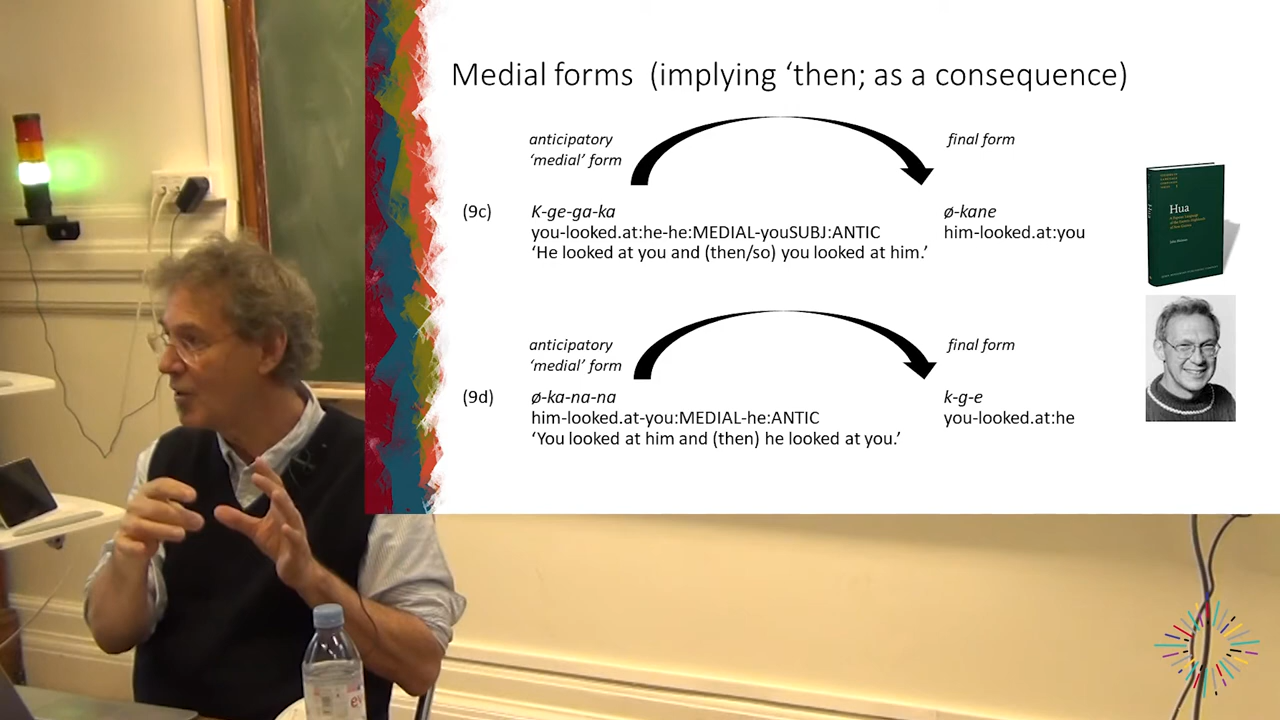 Medial forms (implying ‘then; as a consequence)
anticipatory
‘medial’ form
final form
(9c)
K-ge-ga-ka
you-looked.at:he-he:MEDIAL-youSUBJ:ANTIC
‘He looked at you and (then/so) you looked at him.’
ø-kane
him-looked.at:you
Hua
anticipatory
‘medial’ form
final form
(9d)
ø-ka-na-na
him-looked.at-you:MEDIAL-he:ANTIC
‘You looked at him and (then) he looked at you.’
k-g-e
you-looked.at:he